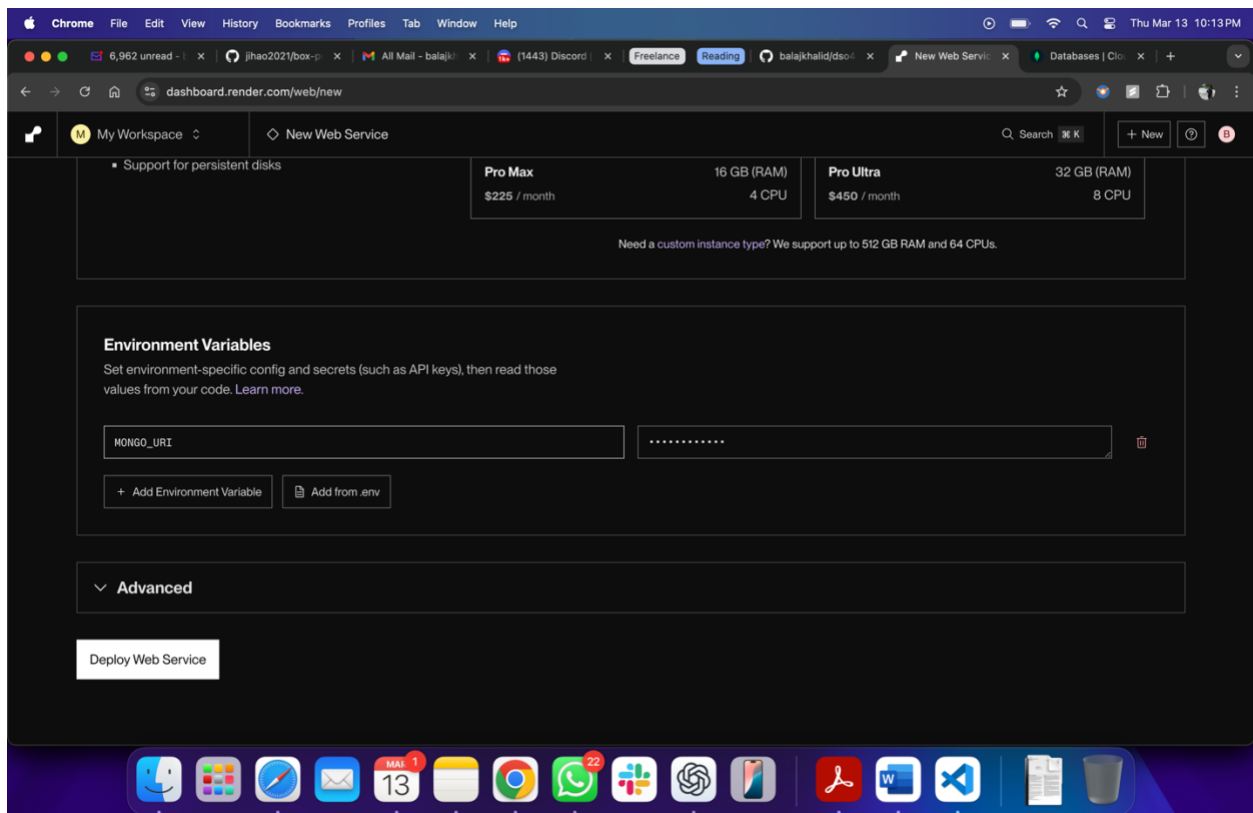 Chrome File Edit View History Bookmarks Profiles Tab Window Help Thu Mar 13 10:13 PM
6,962 unread - jihao2021/box-p All Mail - balajkh (1443) Discord | Freelance Reading balajkhalid/dso4 New Web Servic Databases | Clo
dashboard.render.com/web/new
M My Workspace New Web Service Search ⌘ K + New B
Support for persistent disks
Pro Max 16 GB (RAM) Pro Ultra 32 GB (RAM)
$225 / month 4 CPU $450 / month 8 CPU
Need a custom instance type? We support up to 512 GB RAM and 64 CPUs.
Environment Variables
Set environment-specific config and secrets (such as API keys), then read those
values from your code. Learn more.
MONGO_URI ••••••••••••
+ Add Environment Variable Add from .env
Advanced
Deploy Web Service
MAR 1 22
13 W